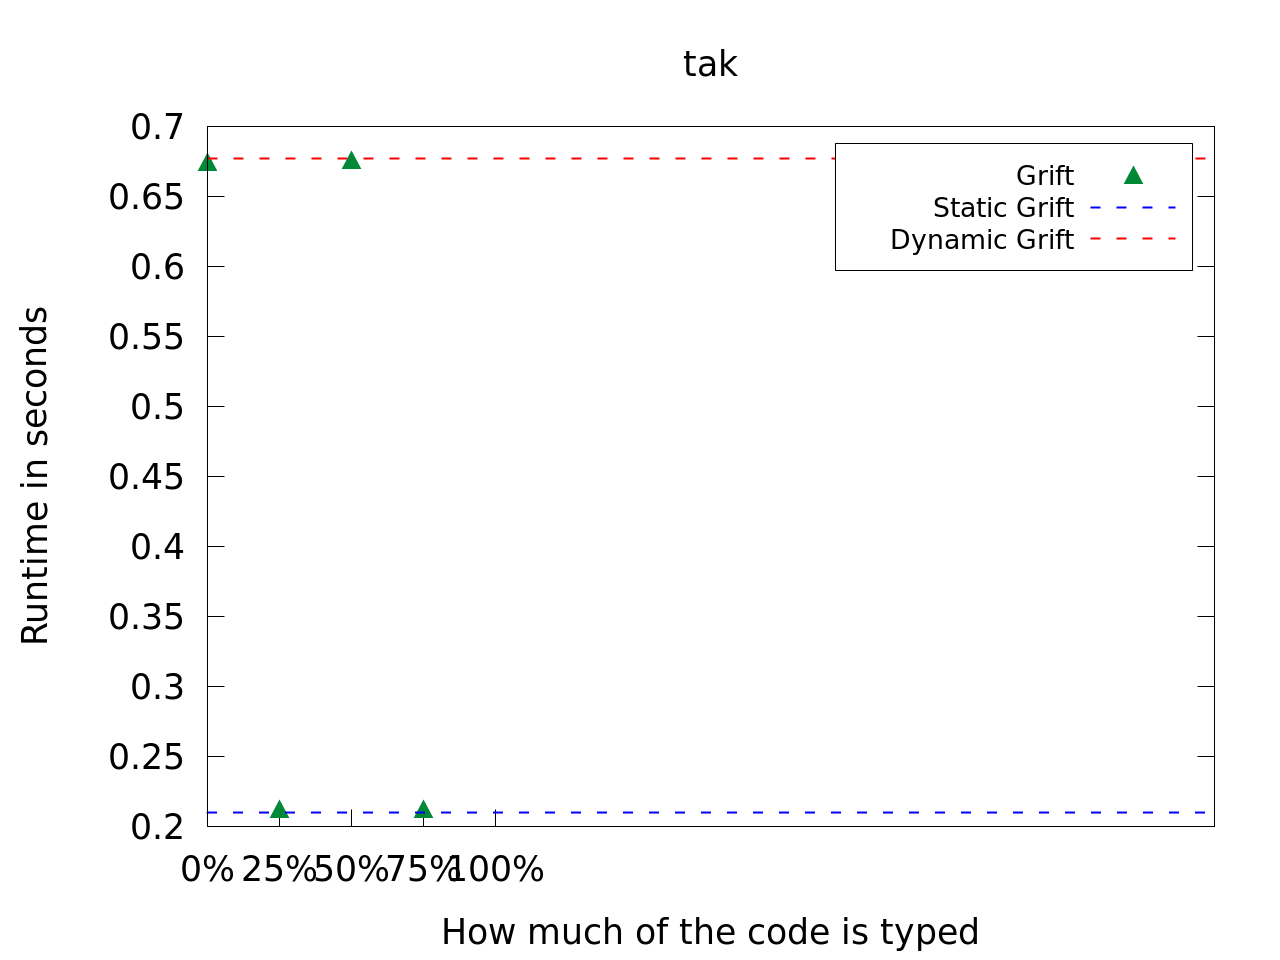 tak
0.7
0.65
0.6
0.55
0.5
0.45
0.4
0.35
0.3
0.25
0.2
Runtime in seconds
Grift
Static Grift
Dynamic Grift
0% 25% 50% 75% 100%
How much of the code is typed